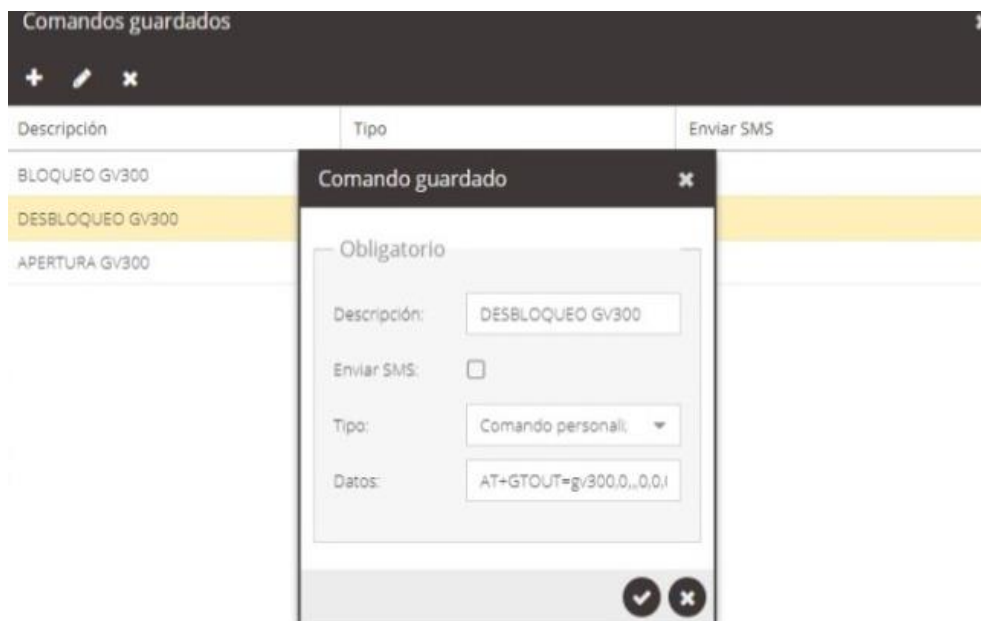 Comandos guardados
Descripción Tipo Enviar SMS
BLOQUEO GV300
DESBLOQUEO GV300
APERTURA GV300
Comando guardado
Obligatorio
Descripción: DESBLOQUEO GV300
Enviar SMS:
Tipo: Comando personali
Datos: AT+GTOUT=gv300,0,,,0,0,